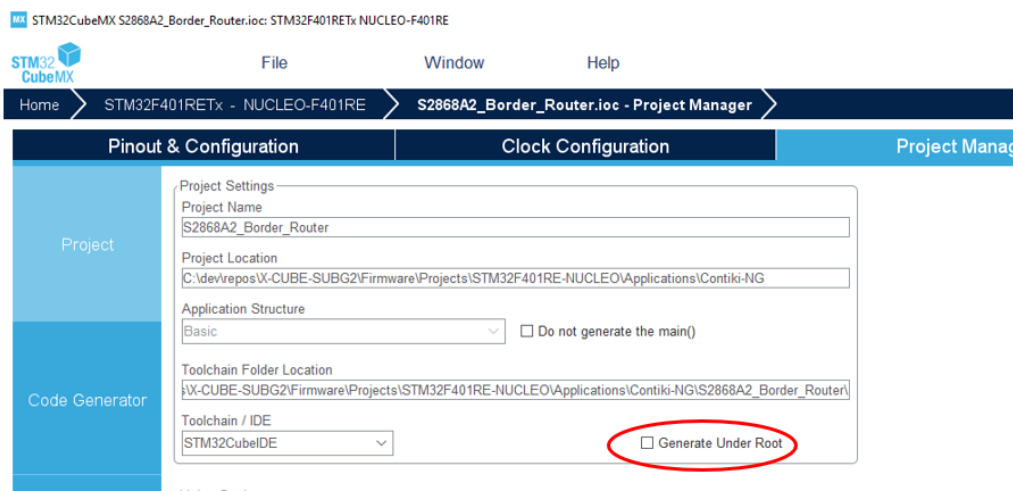 MX STM32CubeMX S2868A2_Border_Router.ioc: STM32F401RETx NUCLEO-F401RE
STM32
CubeMX
File Window Help
Home STM32F401RETx - NUCLEO-F401RE S2868A2_Border_Router.ioc - Project Manager
Pinout & Configuration Clock Configuration Project Manag
Project
Code Generator
Project Settings
Project Name
S2868A2_Border_Router
Project Location
C:\dev\repos\X-CUBE-SUBG2\Firmware\Projects\STM32F401RE-NUCLEO\Applications\Contiki-NG
Application Structure
Basic Do not generate the main()
Toolchain Folder Location
s\X-CUBE-SUBG2\Firmware\Projects\STM32F401RE-NUCLEO\Applications\Contiki-NG\S2868A2_Border_Router\
Toolchain / IDE
STM32CubeIDE Generate Under Root